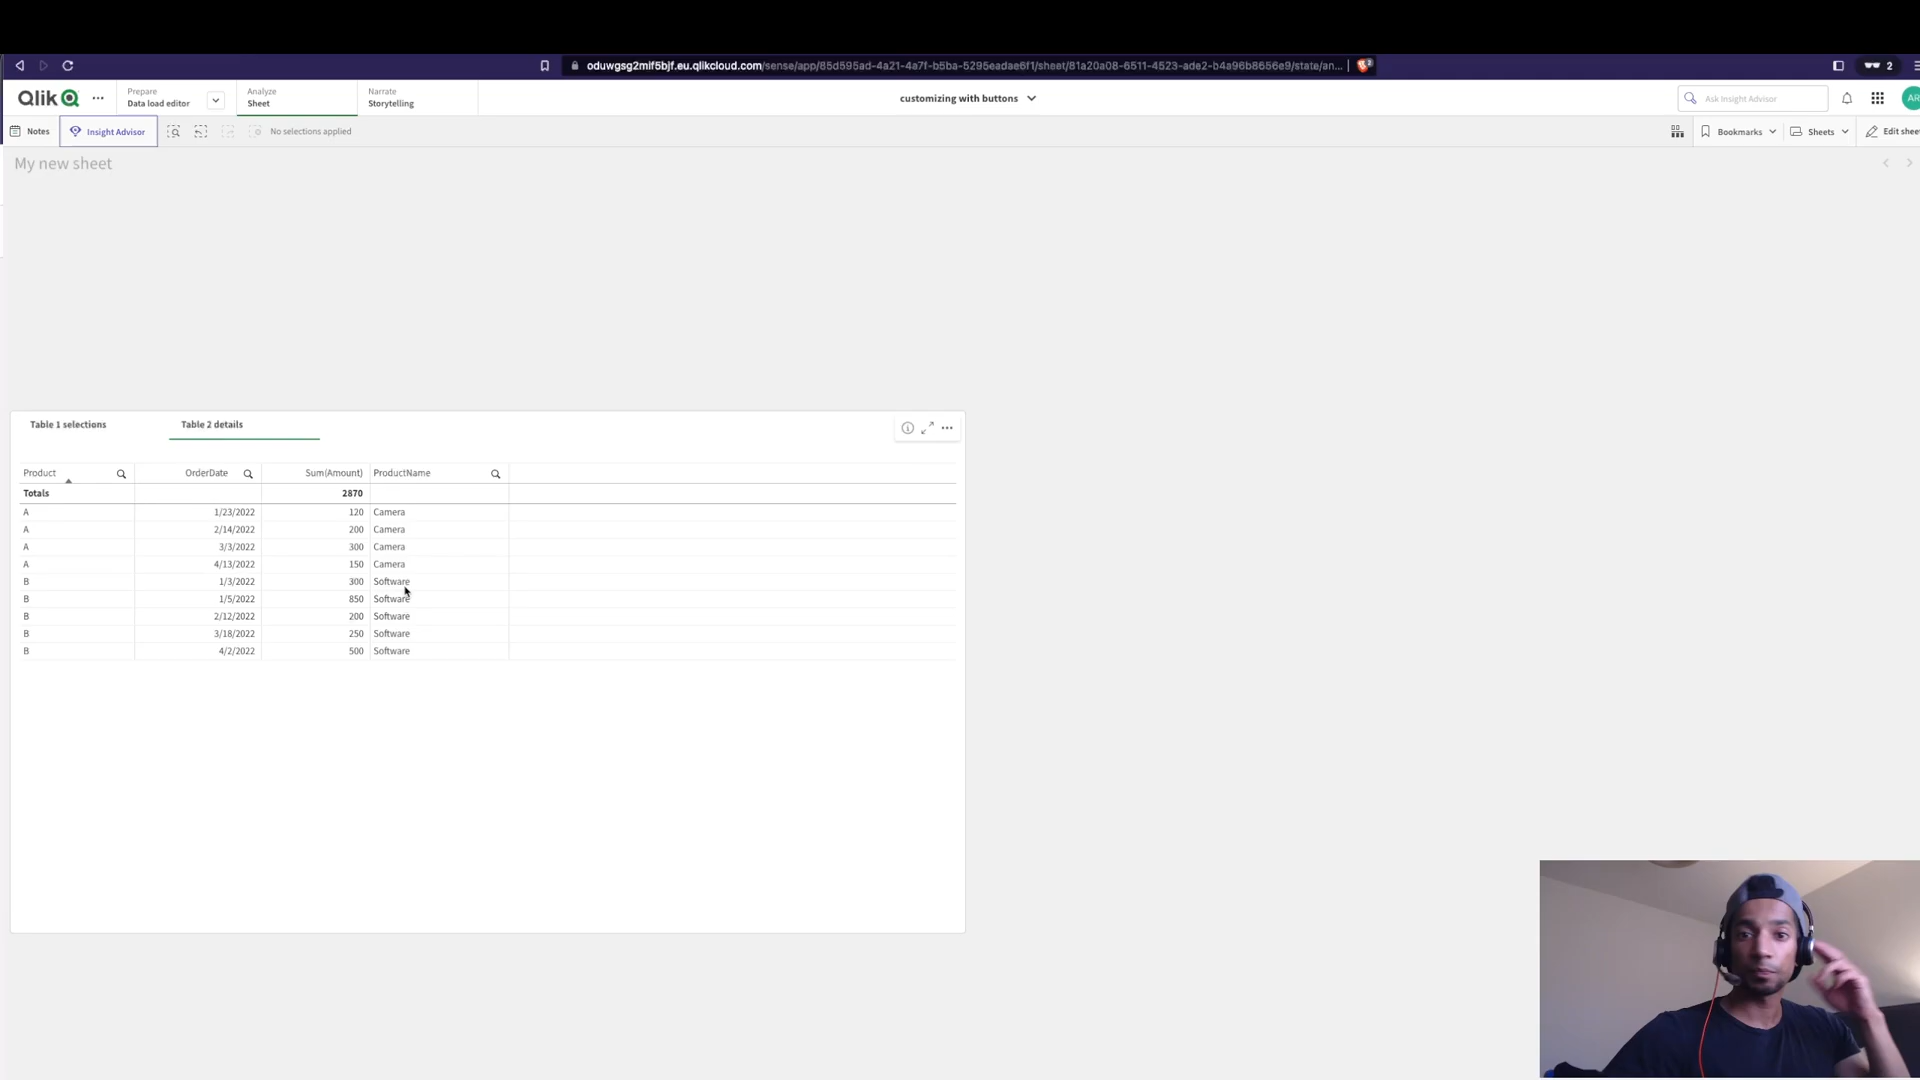 oduwgsg2mlf5bjf.eu.qlikcloud.com/sense/app/85d595ad-4a21-4a7f-b5ba-5295eadae6f1/sheet/81a20a08-6511-4523-ade2-b4a96b8656e9/state/an... 2 2
Qlik ... Prepare Analyze Narrate
Data load editor Sheet Storytelling customizing with buttons Ask Insight Advisor AR
Notes Insight Advisor No selections applied Bookmarks Sheets Edit shee
My new sheet
Table 1 selections Table 2 details
Product OrderDate Sum(Amount) ProductName
Totals 2870
A 1/23/2022 120 Camera
A 2/14/2022 200 Camera
A 3/3/2022 300 Camera
A 4/13/2022 150 Camera
B 1/3/2022 300 Software
B 1/5/2022 850 Software
B 2/12/2022 200 Software
B 3/18/2022 250 Software
B 4/2/2022 500 Software